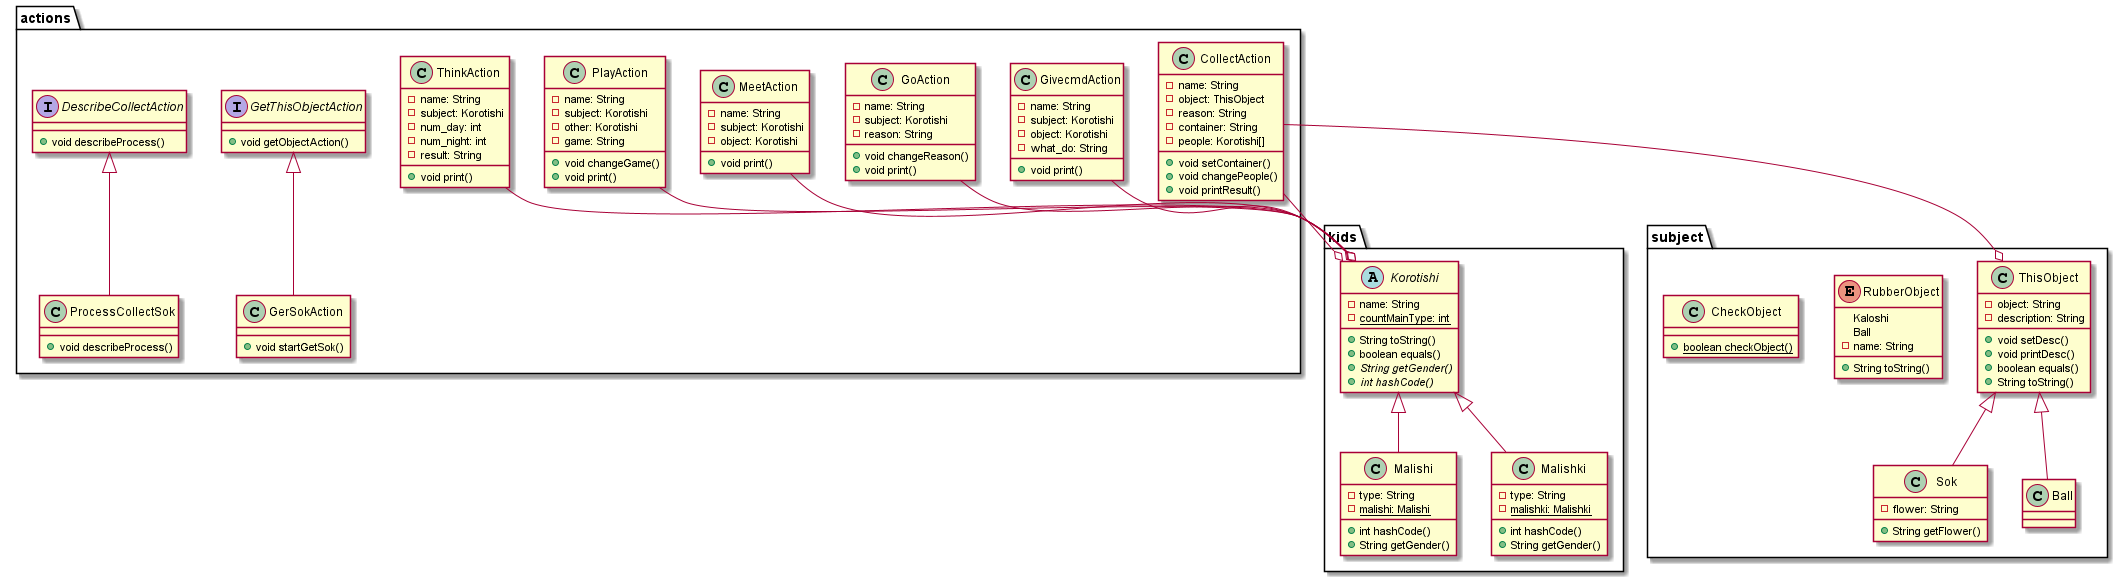 actions
DescribeCollectAction
void describeProcess()
GetThisObjectAction
void getObjectAction()
ThinkAction
name: String
subject: Korotishi
num_day: int
num_night: int
result: String
void print()
PlayAction
name: String
subject: Korotishi
other: Korotishi
game: String
void changeGame()
void print()
MeetAction
name: String
subject: Korotishi
object: Korotishi
void print()
GoAction
name: String
subject: Korotishi
reason: String
void changeReason()
void print()
GivecmdAction
name: String
subject: Korotishi
object: Korotishi
what_do: String
void print()
CollectAction
name: String
object: ThisObject
reason: String
container: String
people: Korotishi[]
void setContainer()
void changePeople()
void printResult()
ProcessCollectSok
void describeProcess()
GerSokAction
void startGetSok()
kids
Korotishi
name: String
countMainType: int
String toString()
boolean equals()
String getGender()
int hashCode()
Malishi
type: String
malishi: Malishi
int hashCode()
String getGender()
Malishki
type: String
malishki: Malishki
int hashCode()
String getGender()
subject
CheckObject
boolean checkObject()
RubberObject
Kaloshi
Ball
name: String
String toString()
ThisObject
object: String
description: String
void setDesc()
void printDesc()
boolean equals()
String toString()
Sok
flower: String
String getFlower()
Ball